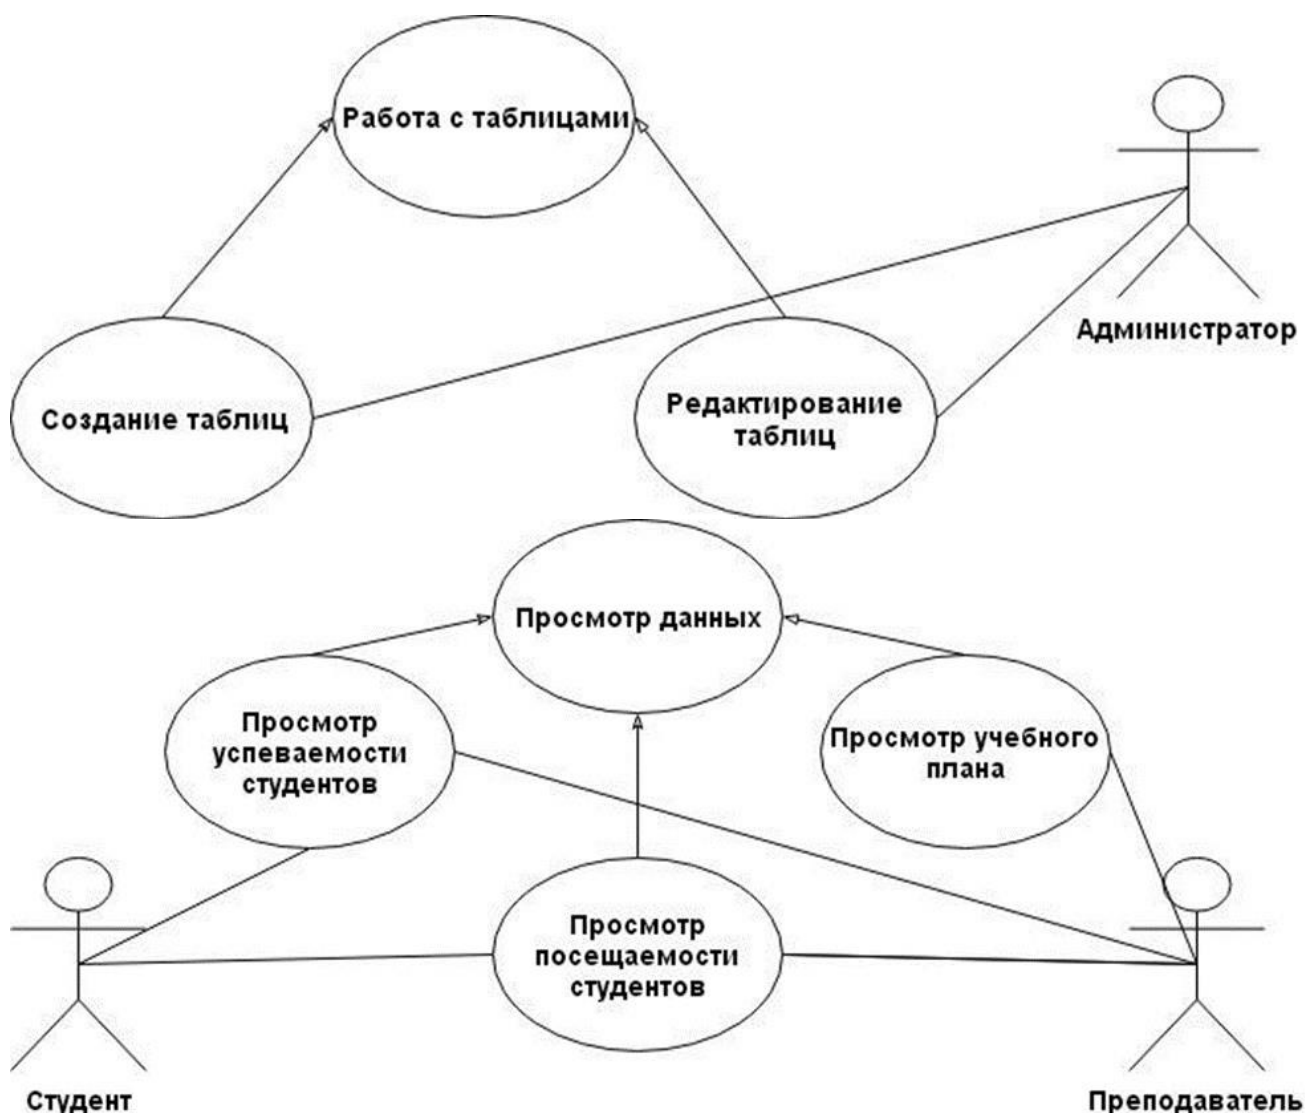 Работа с таблицами
Администратор
Создание таблиц
Редактирование
таблиц
Просмотр данных
Просмотр
успеваемости
студентов
Просмотр учебного
плана
Просмотр
посещаемости
студентов
Студент
Преподаватель